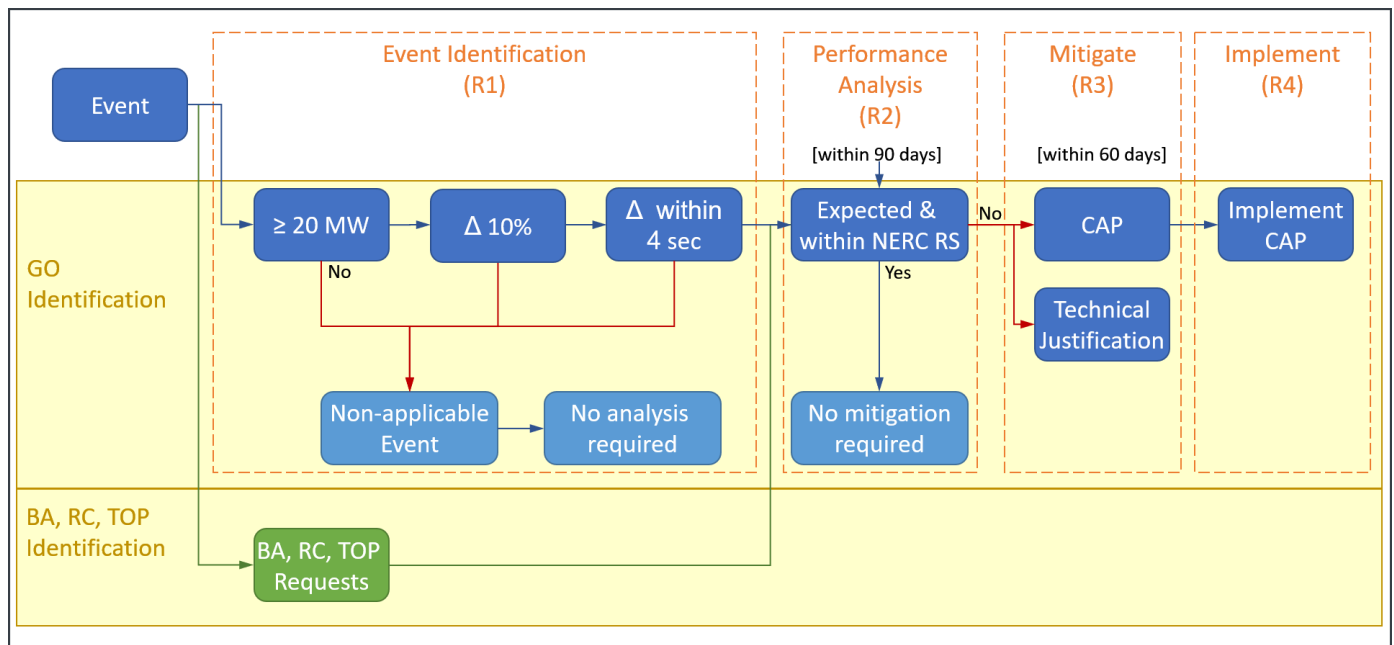 Event Identification
(R1)
Performance
Analysis
(R2)
Mitigate
(R3)
Implement
(R4)
Event
[within 90 days]
[within 60 days]
≥ 20 MW
Δ 10%
Δ within
4 sec
Expected &
within NERC RS
No
CAP
Implement
CAP
No
Yes
GO
Identification
Technical
Justification
Non-applicable
Event
No analysis
required
No mitigation
required
BA, RC, TOP
Identification
BA, RC, TOP
Requests